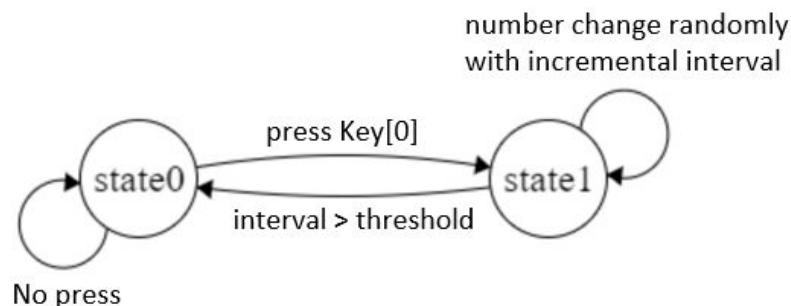 number change randomly
with incremental interval
press Key[0]
state0
state1
interval > threshold
No press